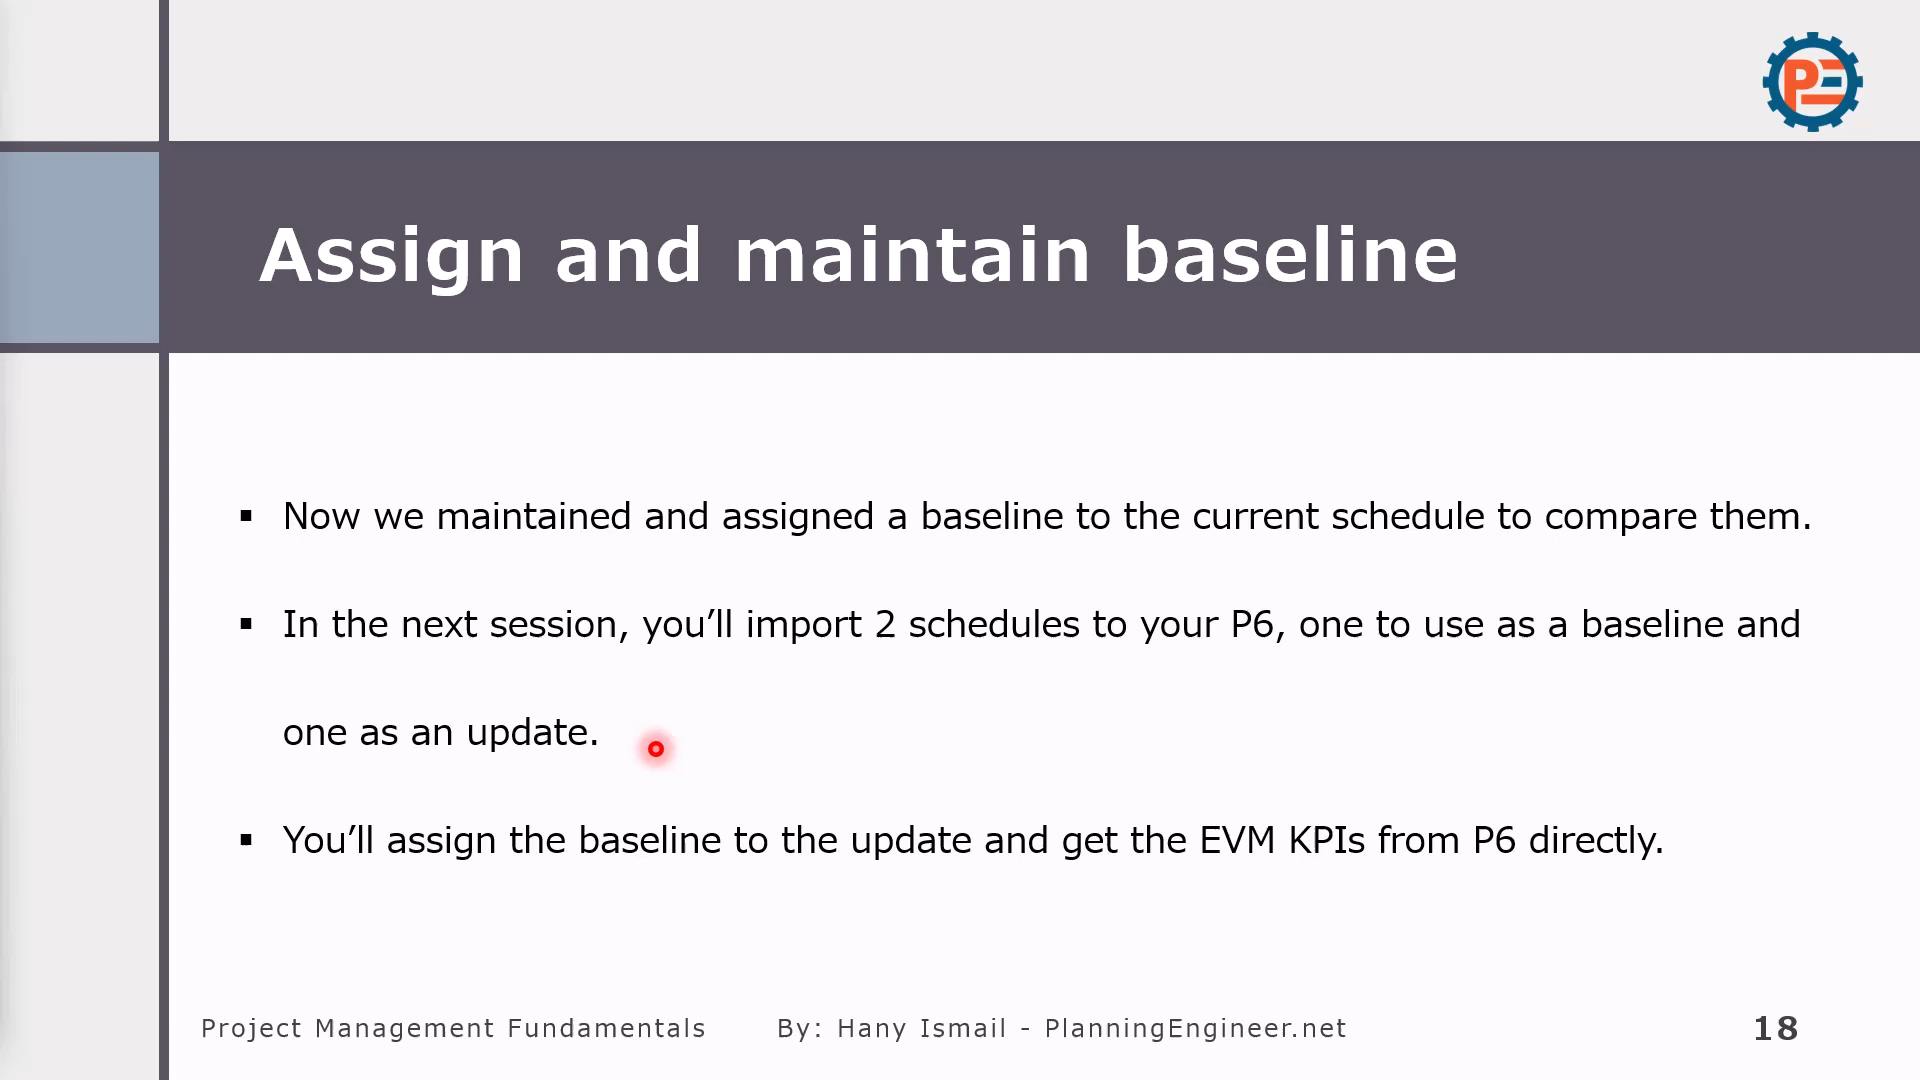 PE
Assign and maintain baseline
▪ Now we maintained and assigned a baseline to the current schedule to compare them.
▪ In the next session, you’ll import 2 schedules to your P6, one to use as a baseline and
one as an update.
▪ You’ll assign the baseline to the update and get the EVM KPIs from P6 directly.
Project Management Fundamentals By: Hany Ismail - PlanningEngineer.net 18